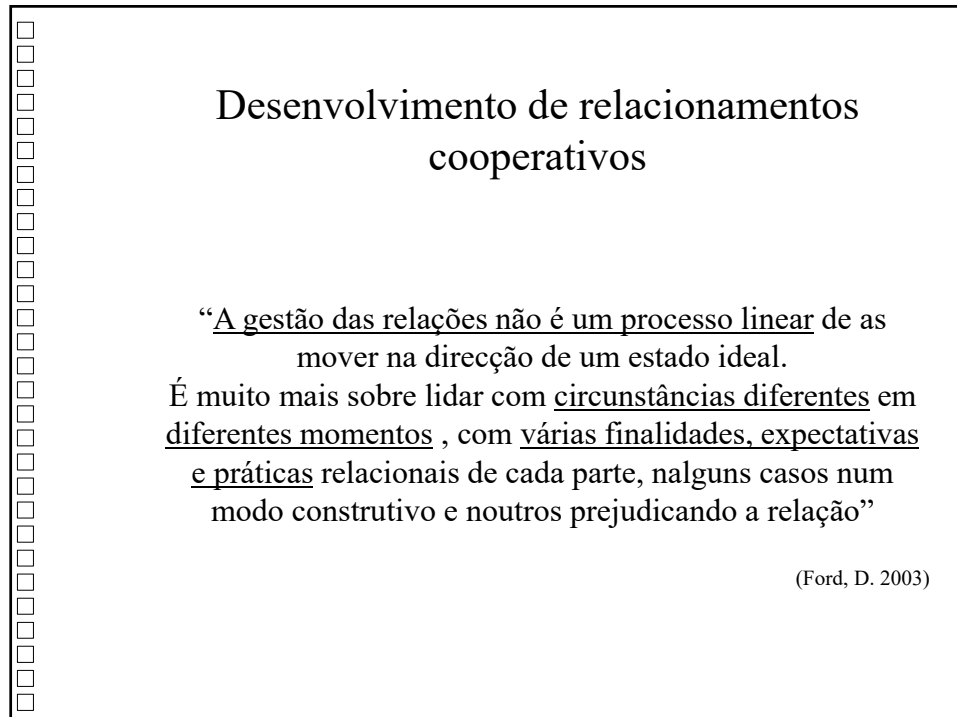 Desenvolvimento de relacionamentos
cooperativos
“A gestão das relações não é um processo linear de as
mover na direcção de um estado ideal.
É muito mais sobre lidar com circunstâncias diferentes em
diferentes momentos , com várias finalidades, expectativas
e práticas relacionais de cada parte, nalguns casos num
modo construtivo e noutros prejudicando a relação”
(Ford, D. 2003)